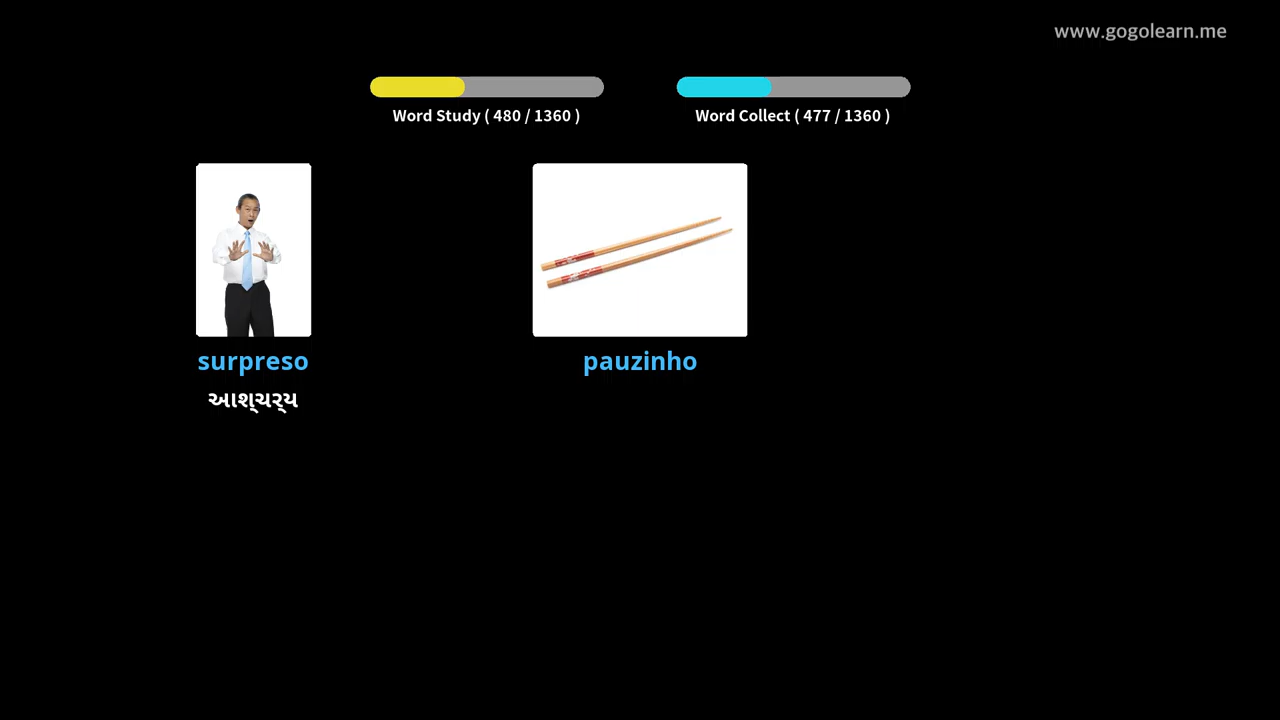 www.gogolearn.me
Word Study ( 480 / 1360 )
Word Collect ( 477 / 1360 )
surpreso
pauzinho
આશ્ચર્ય